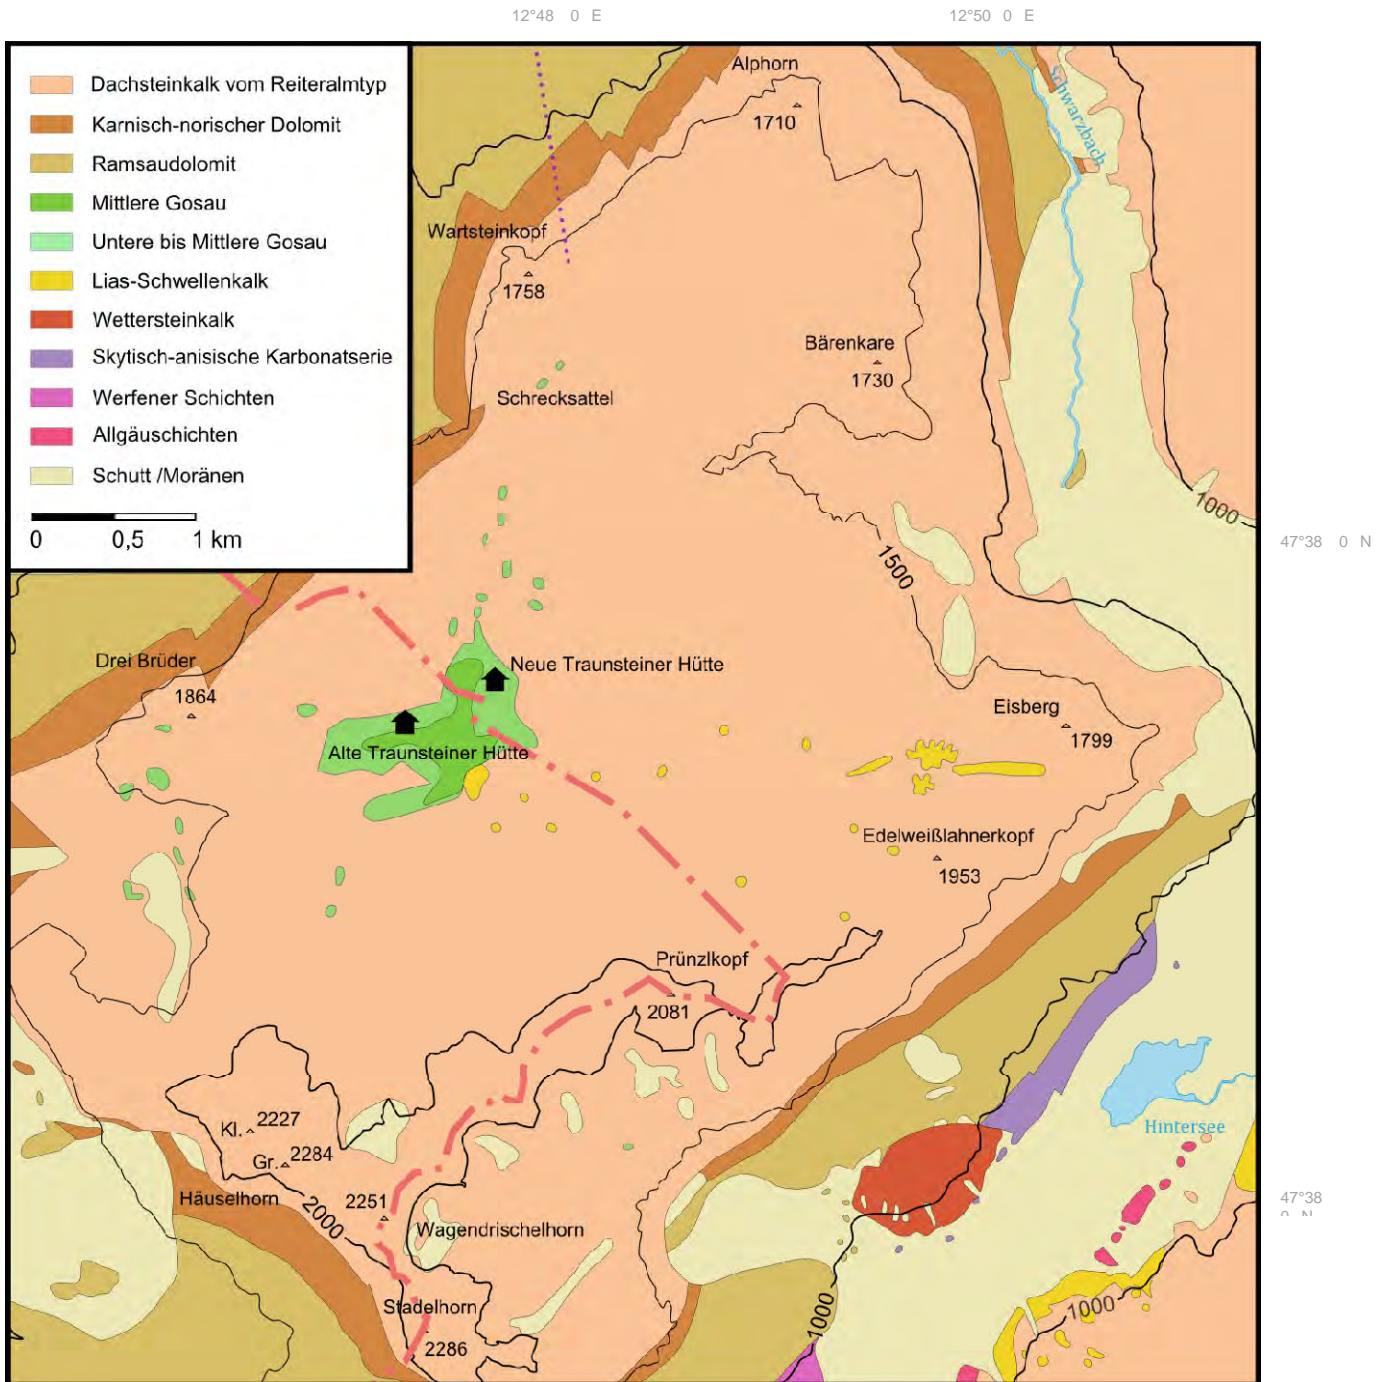 12°48 0 E
12°50 0 E
Dachsteinkalk vom Reiteralmtyp
Karnisch-norischer Dolomit
Ramsaudolomit
Mittlere Gosau
Untere bis Mittlere Gosau
Lias-Schwellenkalk
Wettersteinkalk
Skytisch-anisische Karbonatserie
Werfener Schichten
Allgäuschichten
Schutt /Moränen
0 0,5 1 km
Alphorn
1710
Schwarzbach
Wartsteinkopf
1758
Bärenkare
1730
Schrecksattel
1000
47°38 0 N
1500
Drei Brüder
1864
Neue Traunsteiner Hütte
Alte Traunsteiner Hütte
Eisberg
1799
Edelweißlahnerkopf
1953
Prünzlkopf
2081
Kl. 2227
Gr. 2284
Häuselhorn
2000
2251
Wagendrischelhorn
Stadelhorn
2286
Hintersee
1000
1000
47°38
0 N